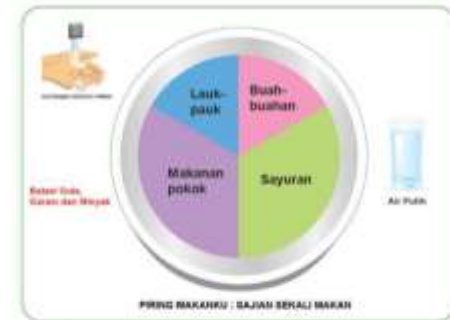 Lauk-
pauk
Buah-
buahan
Makanan
pokok
Sayuran
Batasi Gula,
Garam dan Minyak
Air Putih
PIRING MAKANKU : SAJIAN SEKALI MAKAN